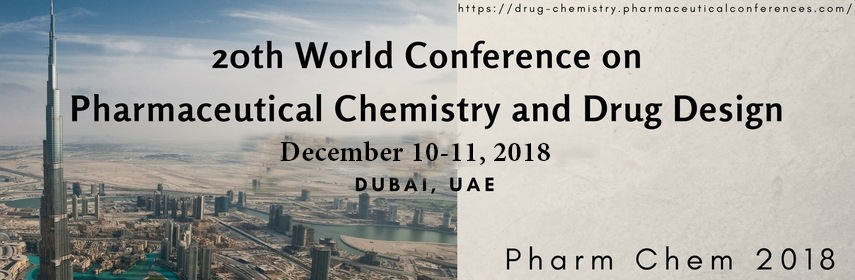 https://drug-chemistry.pharmaceuticalconferences.com/
20th World Conference on
Pharmaceutical Chemistry and Drug Design
December 10-11, 2018
DUBAI, UAE
Pharm Chem 2018